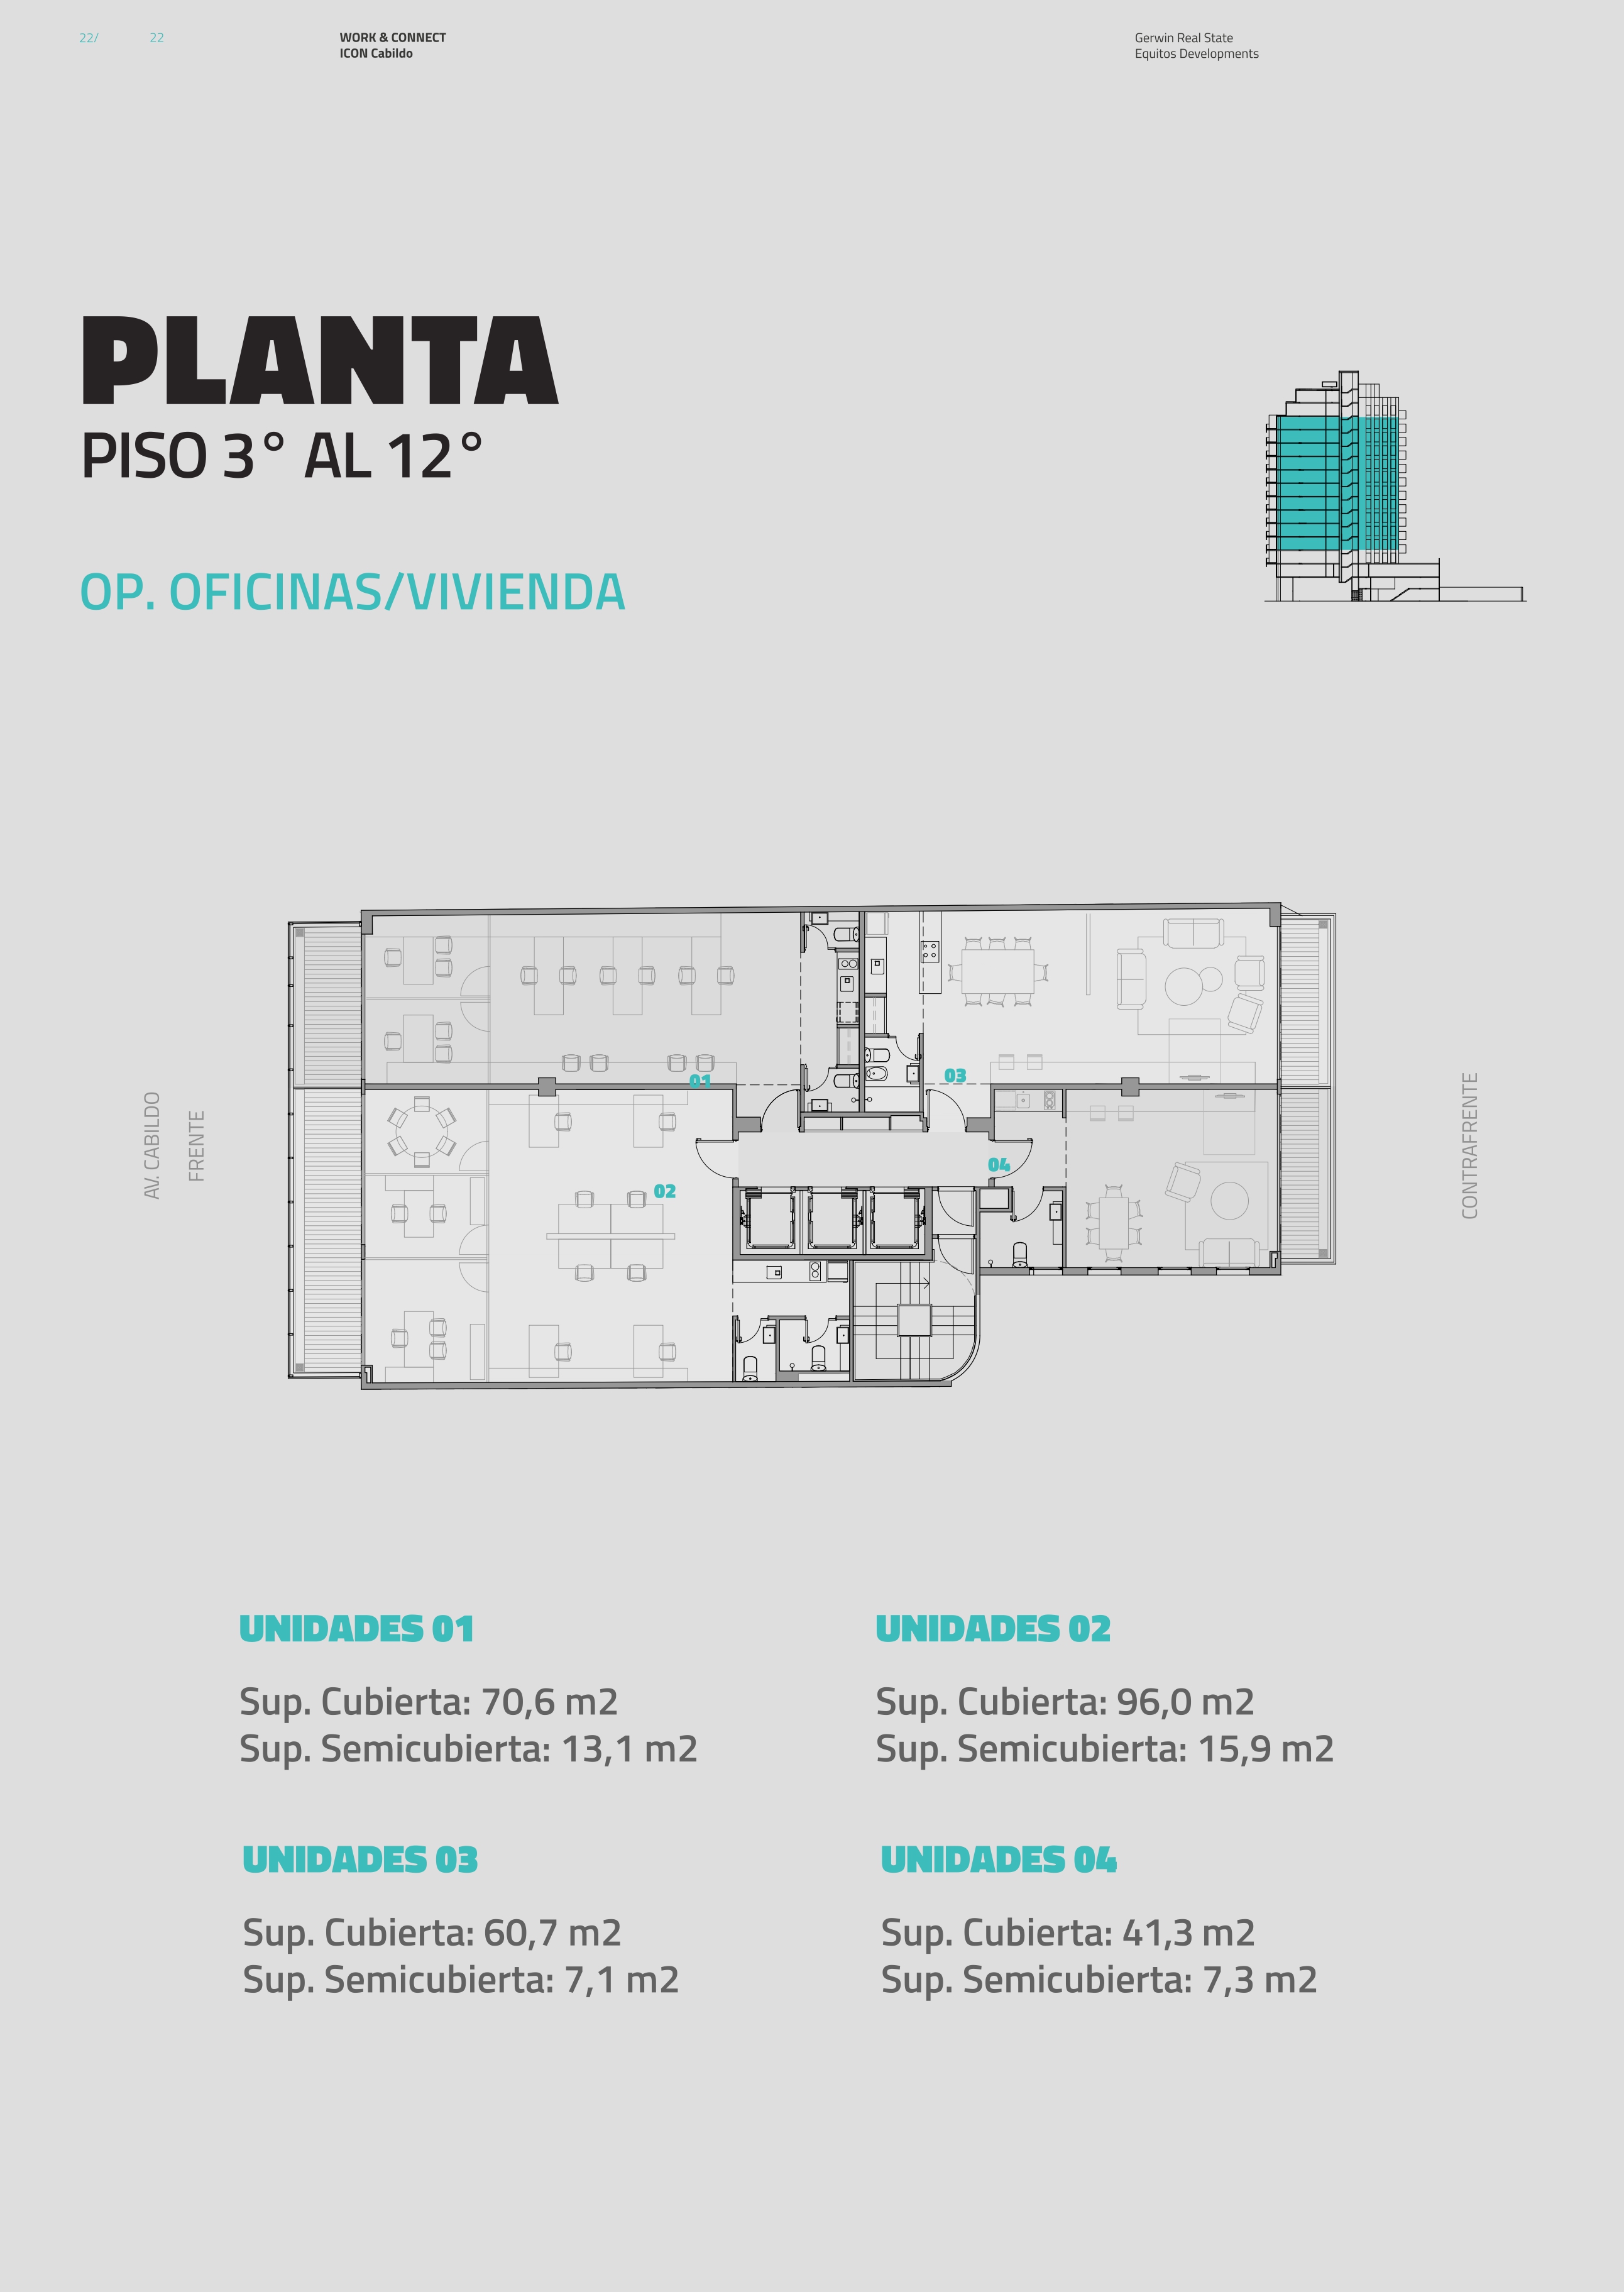 22/ 22
WORK & CONNECT
ICON Cabildo
Gerwin Real State
Equitos Developments
PLANTA
PISO 3° AL 12°
OP. OFICINAS/VIVIENDA
AV. CABILDO
FRENTE
01
02
03
04
CONTRAFRENTE
UNIDADES 01
Sup. Cubierta: 70,6 m2
Sup. Semicubierta: 13,1 m2
UNIDADES 02
Sup. Cubierta: 96,0 m2
Sup. Semicubierta: 15,9 m2
UNIDADES 03
Sup. Cubierta: 60,7 m2
Sup. Semicubierta: 7,1 m2
UNIDADES 04
Sup. Cubierta: 41,3 m2
Sup. Semicubierta: 7,3 m2